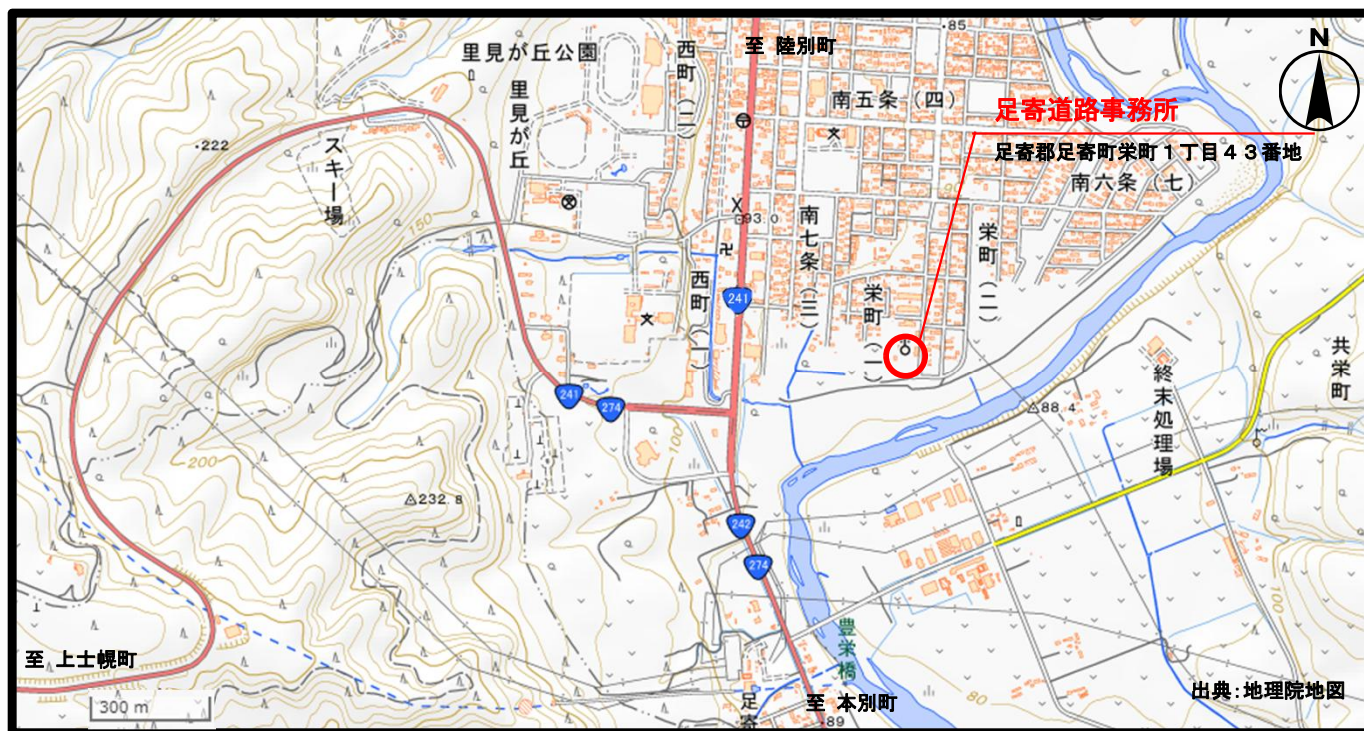 里見が丘公園
里見が丘
西町(二)
至 陸別町
・85
N
南五条(四)
足寄道路事務所
足寄郡足寄町栄町1丁目43番地
南六条(七)
・222
スキー場
150
93.0
南七条(三)
栄町(二)
栄町(一)
西町(一)
241
241
274
共栄町
終末処理場
88.4
100
200
232.8
242
274
豊栄橋
100
80
至 上士幌町
300 m
足寄
至 本別町
・89
出典:地理院地図